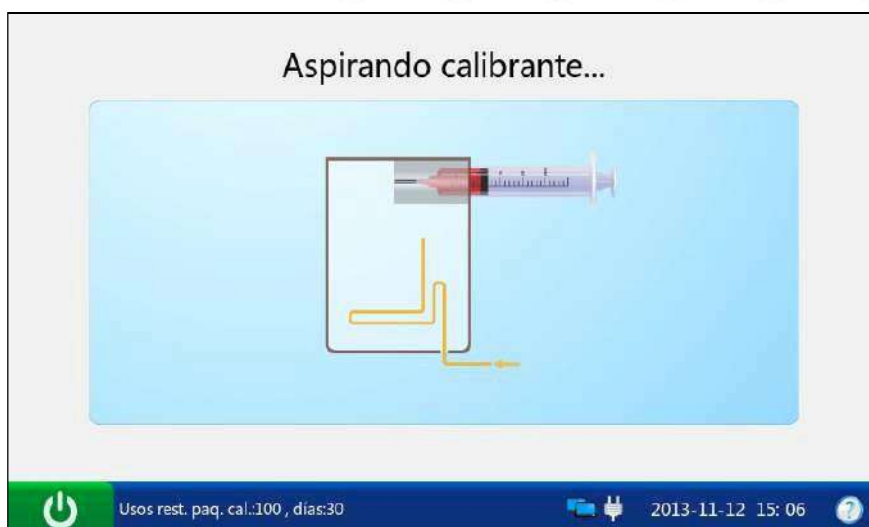 Aspirando calibrante...
Usos rest. paq. cal.:100 , días:30
2013-11-12 15: 06
?